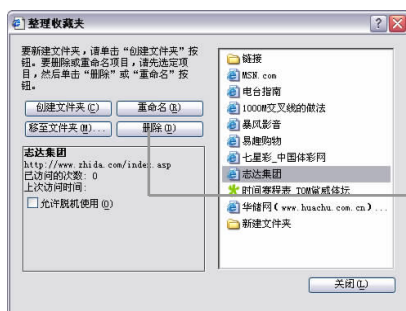 整理收藏夹
要新建文件夹，请单击“创建文件夹”按
钮。要删除或重命名项目，请先选定项
目，然后单击“删除”或“重命名”按
钮。
创建文件夹(C)
重命名(R)
移至文件夹(M)...
删除(D)
志达集团
http://www.zhida.com/index.asp
已访问的次数: 0
上次访问时间:
允许脱机使用(O)
链接
MSN.com
电台指南
1000M交叉线的做法
暴风影音
易趣购物
七星彩_中国体彩网
志达集团
时间赛程表_TOM鲨威体坛
华储网(www.huachu.com.cn)...
新建文件夹
关闭(L)